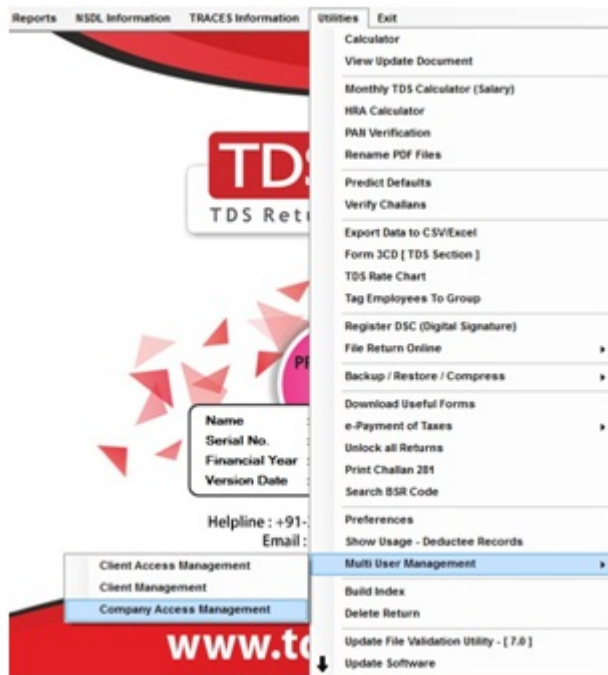 Reports NSDL Information TRACES Information Utilities Exit
Calculator
View Update Document
Monthly TDS Calculator (Salary)
HRA Calculator
PAN Verification
Rename PDF Files
Predict Defaults
Verify Challans
Export Data to CSV/Excel
Form 3CD [ TDS Section ]
TDS Rate Chart
Tag Employees To Group
Register DSC (Digital Signature)
File Return Online
Backup / Restore / Compress
Download Useful Forms
e-Payment of Taxes
Unlock all Returns
Print Challan 281
Search BSR Code
Preferences
Show Usage - Deductee Records
Multi User Management
Build Index
Delete Return
Update File Validation Utility - [ 7.0 ]
Update Software
Client Access Management
Client Management
Company Access Management
TDS
TDS Retu
PR
Name :
Serial No. :
Financial Year :
Version Date :
Helpline : +91-
Email :
www.td